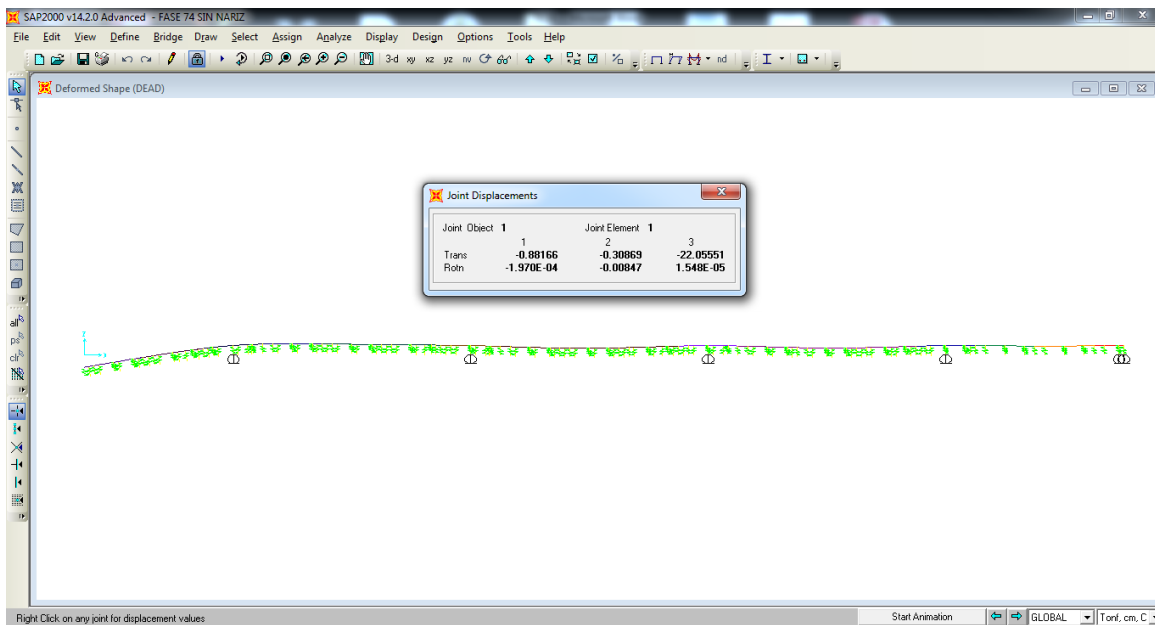 SAP2000 v14.2.0 Advanced - FASE 74 SIN NARIZ
File Edit View Define Bridge Draw Select Assign Analyze Display Design Options Tools Help
3-d xy xz yz nv nd
Deformed Shape (DEAD)
Joint Displacements
Joint Object 1 Joint Element 1
1 2 3
Trans -0.88166 -0.30869 -22.05551
Rotn -1.970E-04 -0.00847 1.548E-05
all
ps
clr
Right Click on any joint for displacement values
Start Animation
GLOBAL
Tonf, cm, C